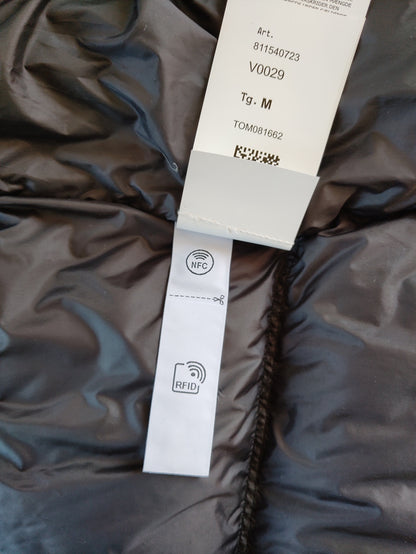 Art.
811540723
V0029
Tg. M
TOM081662
NFC
RFID